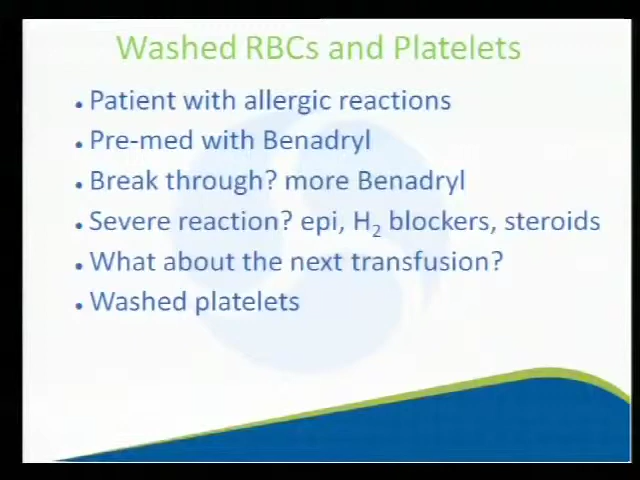 Washed RBCs and Platelets
• Patient with allergic reactions
• Pre-med with Benadryl
• Break through? more Benadryl
• Severe reaction? epi, H₂ blockers, steroids
• What about the next transfusion?
• Washed platelets